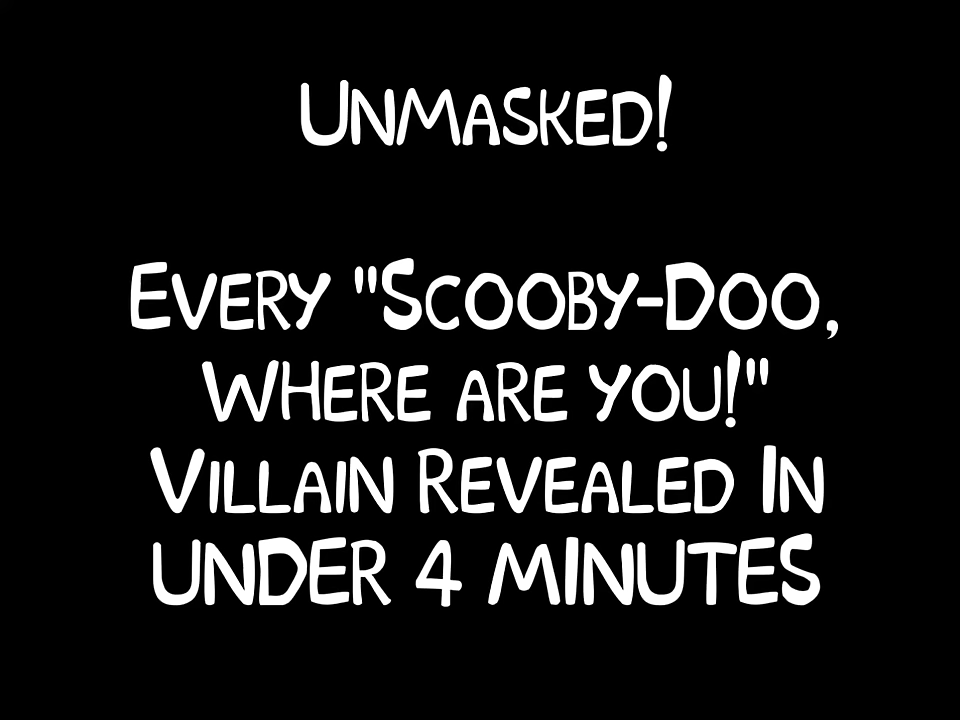 Unmasked!
Every "Scooby-Doo,
where are you!"
Villain Revealed In
under 4 minutes